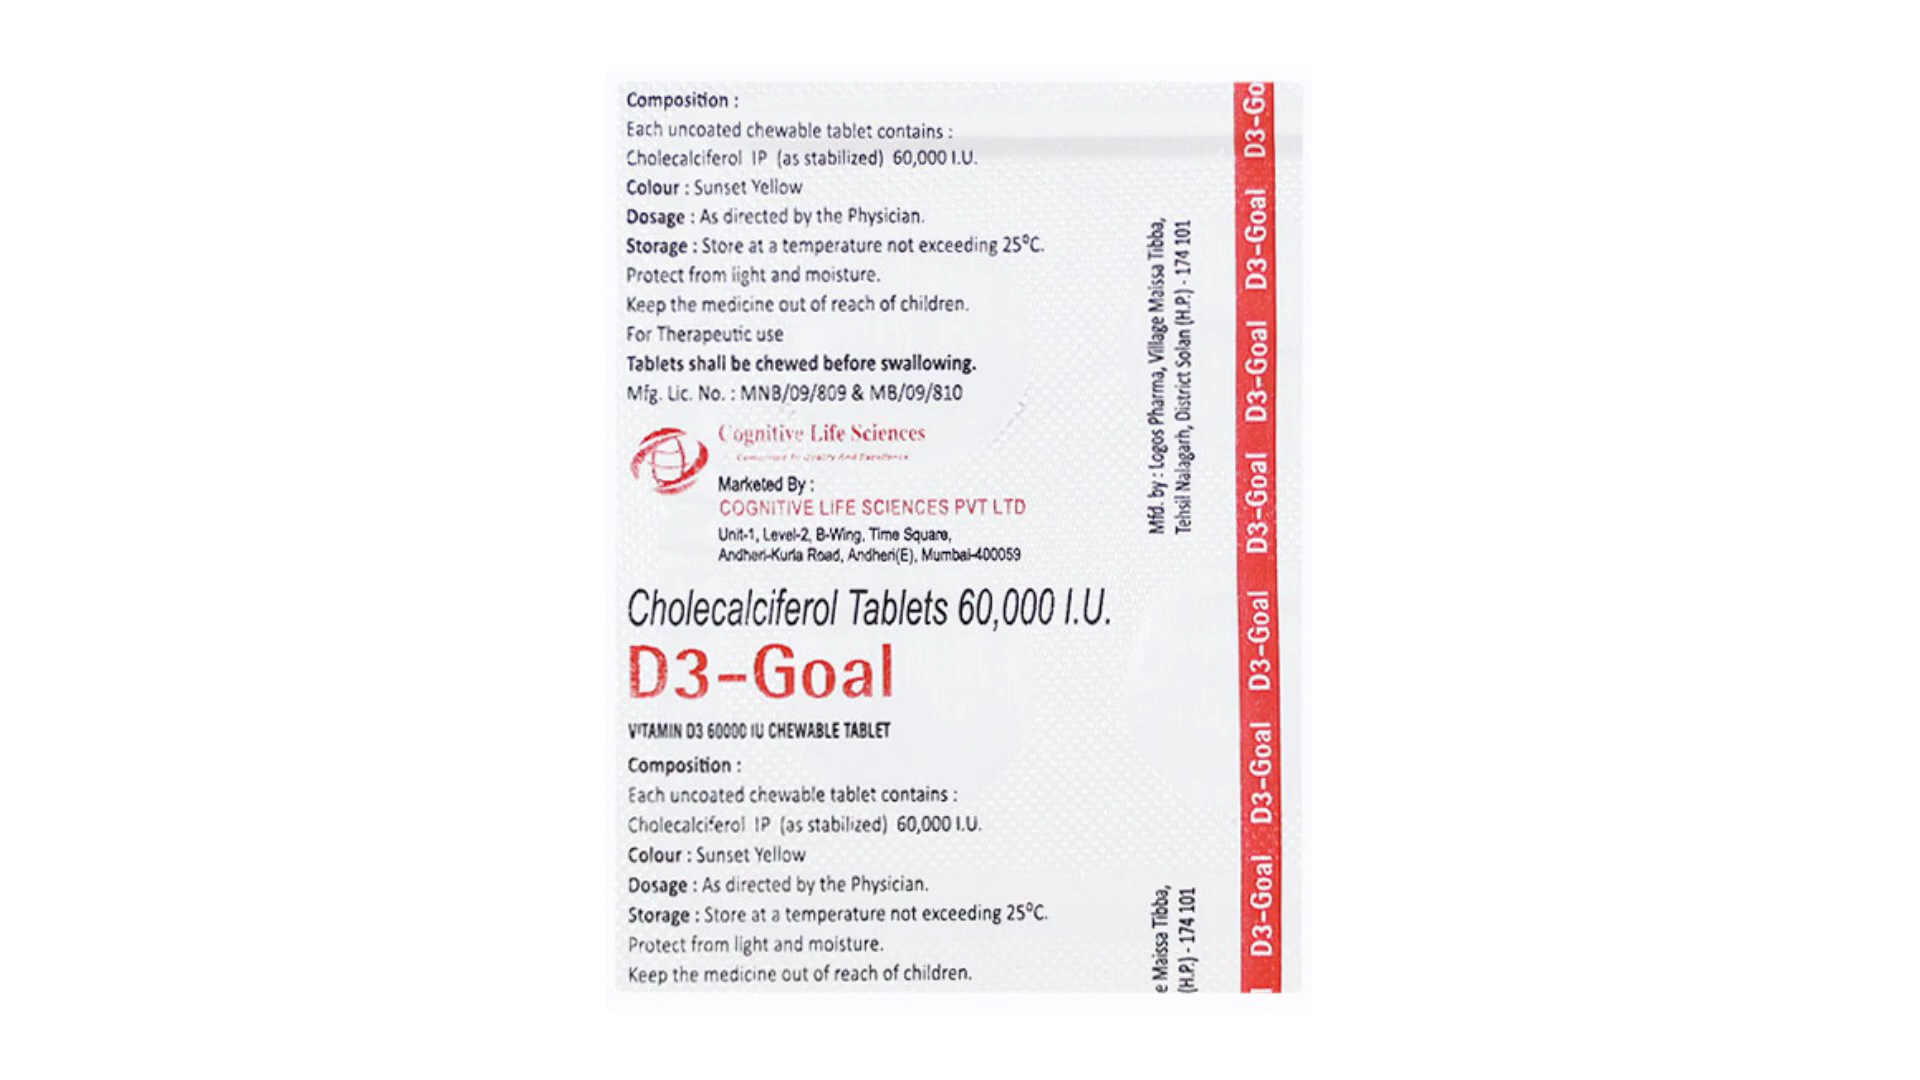 Composition :
Each uncoated chewable tablet contains :
Cholecalciferol IP (as stabilized) 60,000 I.U.
Colour : Sunset Yellow
Dosage : As directed by the Physician.
Storage : Store at a temperature not exceeding 25°C.
Protect from light and moisture.
Keep the medicine out of reach of children.
For Therapeutic use
Tablets shall be chewed before swallowing.
Mfg. Lic. No. : MNB/09/809 & MB/09/810
Cognitive Life Sciences
Committed To Quality And Excellence
Marketed By :
COGNITIVE LIFE SCIENCES PVT LTD
Unit-1, Level-2, B-Wing, Time Square,
Andheri-Kurla Road, Andheri(E), Mumbai-400059
Cholecalciferol Tablets 60,000 I.U.
D3-Goal
VITAMIN D3 60000 IU CHEWABLE TABLET
Composition :
Each uncoated chewable tablet contains :
Cholecalciferol IP (as stabilized) 60,000 I.U.
Colour : Sunset Yellow
Dosage : As directed by the Physician.
Storage : Store at a temperature not exceeding 25°C.
Protect from light and moisture.
Keep the medicine out of reach of children.
Mfd. by : Logos Pharma, Village Maissa Tibba,
Tehsil Nalagarh, District Solan (H.P.) - 174 101
e Maissa Tibba,
(H.P.) - 174 101
D3-Goal D3-Goal D3-Goal D3-Goal D3-Goal D3-Go